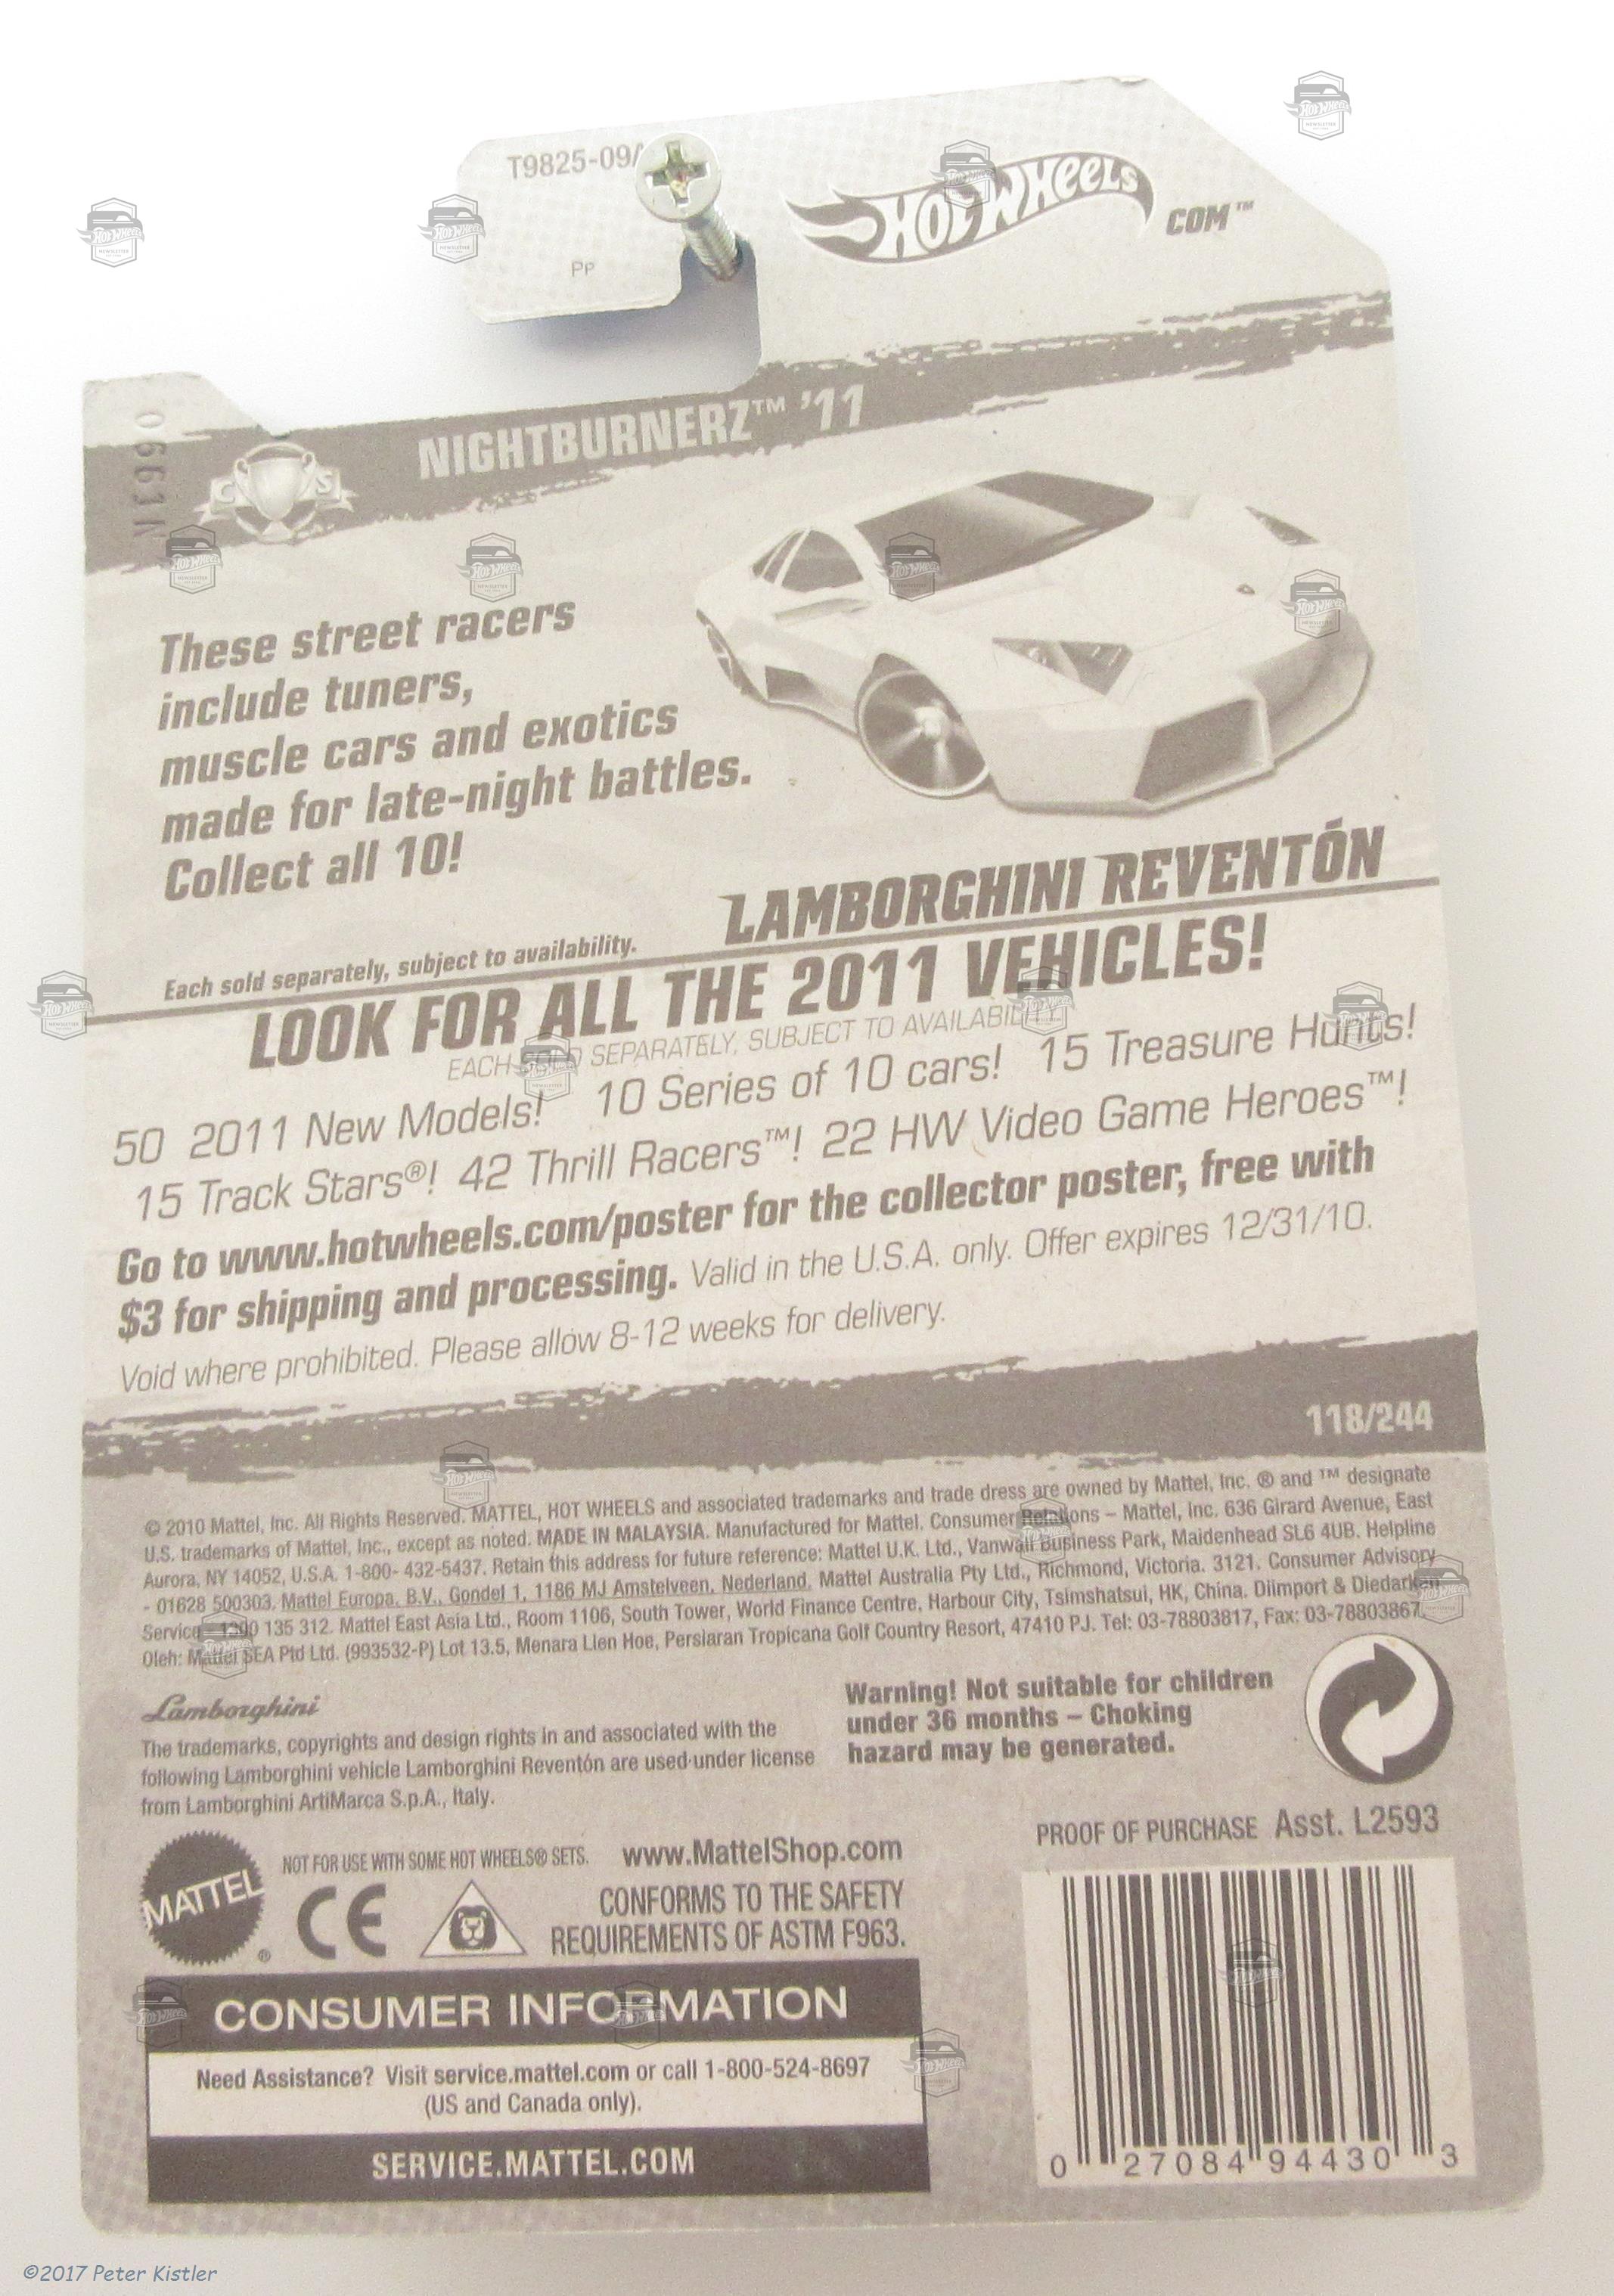 T9825-09
Pp
Hot Wheels
COM™
0661N
NIGHTBURNERZ™ '11
These street racers
include tuners,
muscle cars and exotics
made for late-night battles.
Collect all 10!
LAMBORGHINI REVENTÓN
Each sold separately, subject to availability.
LOOK FOR ALL THE 2011 VEHICLES!
EACH SOLD SEPARATELY, SUBJECT TO AVAILABILITY.
50 2011 New Models! 10 Series of 10 cars! 15 Treasure Hunts!
15 Track Stars®! 42 Thrill Racers™! 22 HW Video Game Heroes™!
Go to www.hotwheels.com/poster for the collector poster, free with
$3 for shipping and processing. Valid in the U.S.A. only. Offer expires 12/31/10.
Void where prohibited. Please allow 8-12 weeks for delivery.
118/244
© 2010 Mattel, Inc. All Rights Reserved. MATTEL, HOT WHEELS and associated trademarks and trade dress are owned by Mattel, Inc. ® and ™ designate
U.S. trademarks of Mattel, Inc., except as noted. MADE IN MALAYSIA. Manufactured for Mattel. Consumer Relations – Mattel, Inc. 636 Girard Avenue, East
Aurora, NY 14052, U.S.A. 1-800- 432-5437. Retain this address for future reference: Mattel U.K. Ltd., Vanwall Business Park, Maidenhead SL6 4UB. Helpline
- 01628 500303. Mattel Europa. B.V., Gondel 1, 1186 MJ Amstelveen, Nederland. Mattel Australia Pty Ltd., Richmond, Victoria. 3121. Consumer Advisory
Service - 1300 135 312. Mattel East Asia Ltd., Room 1106, South Tower, World Finance Centre, Harbour City, Tsimshatsui, HK, China. Diimport & Diedarkan
Oleh: Mattel SEA Ptd Ltd. (993532-P) Lot 13.5, Menara Lien Hoe, Persiaran Tropicana Golf Country Resort, 47410 PJ. Tel: 03-78803817, Fax: 03-78803867.
Lamborghini
The trademarks, copyrights and design rights in and associated with the
following Lamborghini vehicle Lamborghini Reventón are used under license
from Lamborghini ArtiMarca S.p.A., Italy.
Warning! Not suitable for children
under 36 months – Choking
hazard may be generated.
PROOF OF PURCHASE Asst. L2593
MATTEL ®
NOT FOR USE WITH SOME HOT WHEELS® SETS. www.MattelShop.com
CE
CONFORMS TO THE SAFETY
REQUIREMENTS OF ASTM F963.
CONSUMER INFORMATION
Need Assistance? Visit service.mattel.com or call 1-800-524-8697
(US and Canada only).
SERVICE.MATTEL.COM
0 27084 94430 3
©2017 Peter Kistler